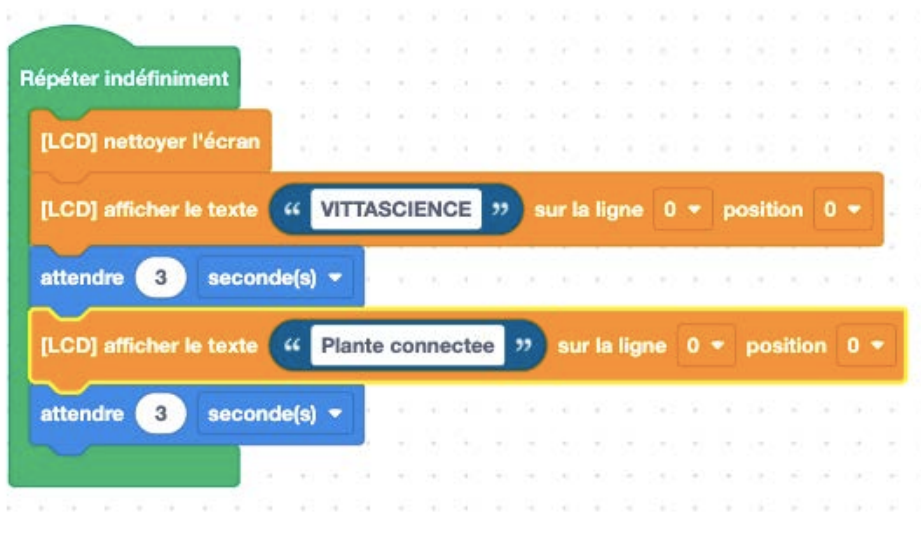 Répéter indéfiniment
[LCD] nettoyer l'écran
[LCD] afficher le texte “ VITTASCIENCE ” sur la ligne 0 position 0
attendre 3 seconde(s)
[LCD] afficher le texte “ Plante connectee ” sur la ligne 0 position 0
attendre 3 seconde(s)